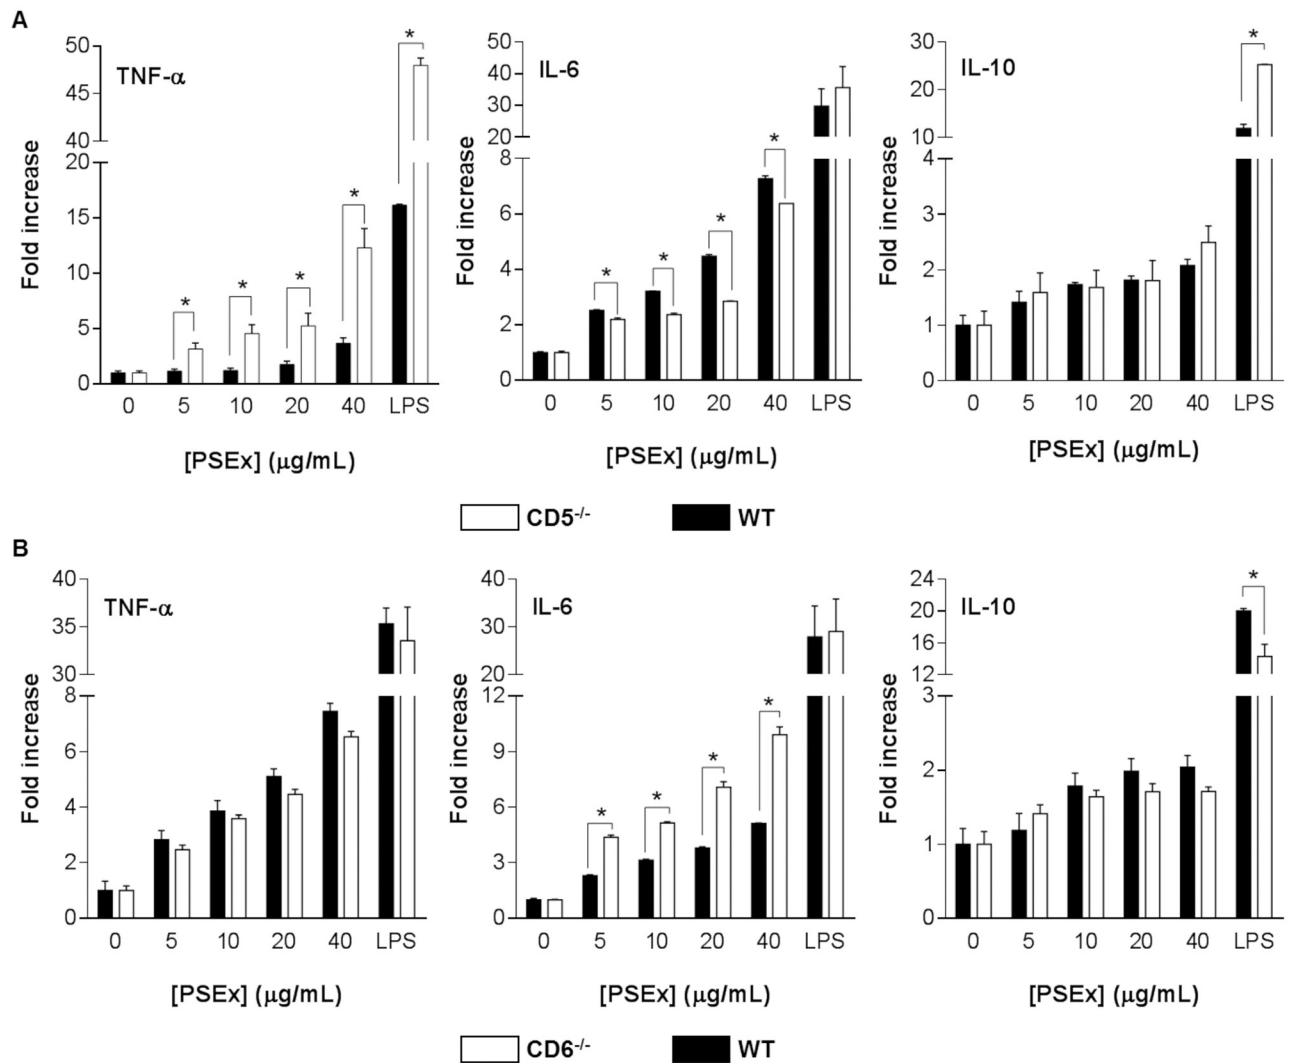 A
TNF-α
Fold increase
50
45
40
20
15
10
5
0
* * * * *
0 5 10 20 40 LPS
[PSEx] (μg/mL)
IL-6
Fold increase
50
40
30
20
8
6
4
2
0
* * * *
0 5 10 20 40 LPS
[PSEx] (μg/mL)
IL-10
Fold increase
30
20
10
4
3
2
1
0
*
0 5 10 20 40 LPS
[PSEx] (μg/mL)
CD5-/- WT
B
TNF-α
Fold increase
40
35
30
8
6
4
2
0
0 5 10 20 40 LPS
[PSEx] (μg/mL)
IL-6
Fold increase
40
30
20
12
9
6
3
0
* * * *
0 5 10 20 40 LPS
[PSEx] (μg/mL)
IL-10
Fold increase
24
20
16
12
3
2
1
0
*
0 5 10 20 40 LPS
[PSEx] (μg/mL)
CD6-/- WT